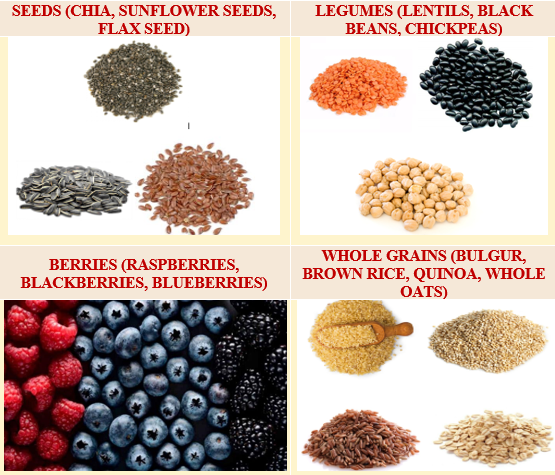 SEEDS (CHIA, SUNFLOWER SEEDS,
FLAX SEED)
LEGUMES (LENTILS, BLACK
BEANS, CHICKPEAS)
BERRIES (RASPBERRIES,
BLACKBERRIES, BLUEBERRIES)
WHOLE GRAINS (BULGUR,
BROWN RICE, QUINOA, WHOLE
OATS)